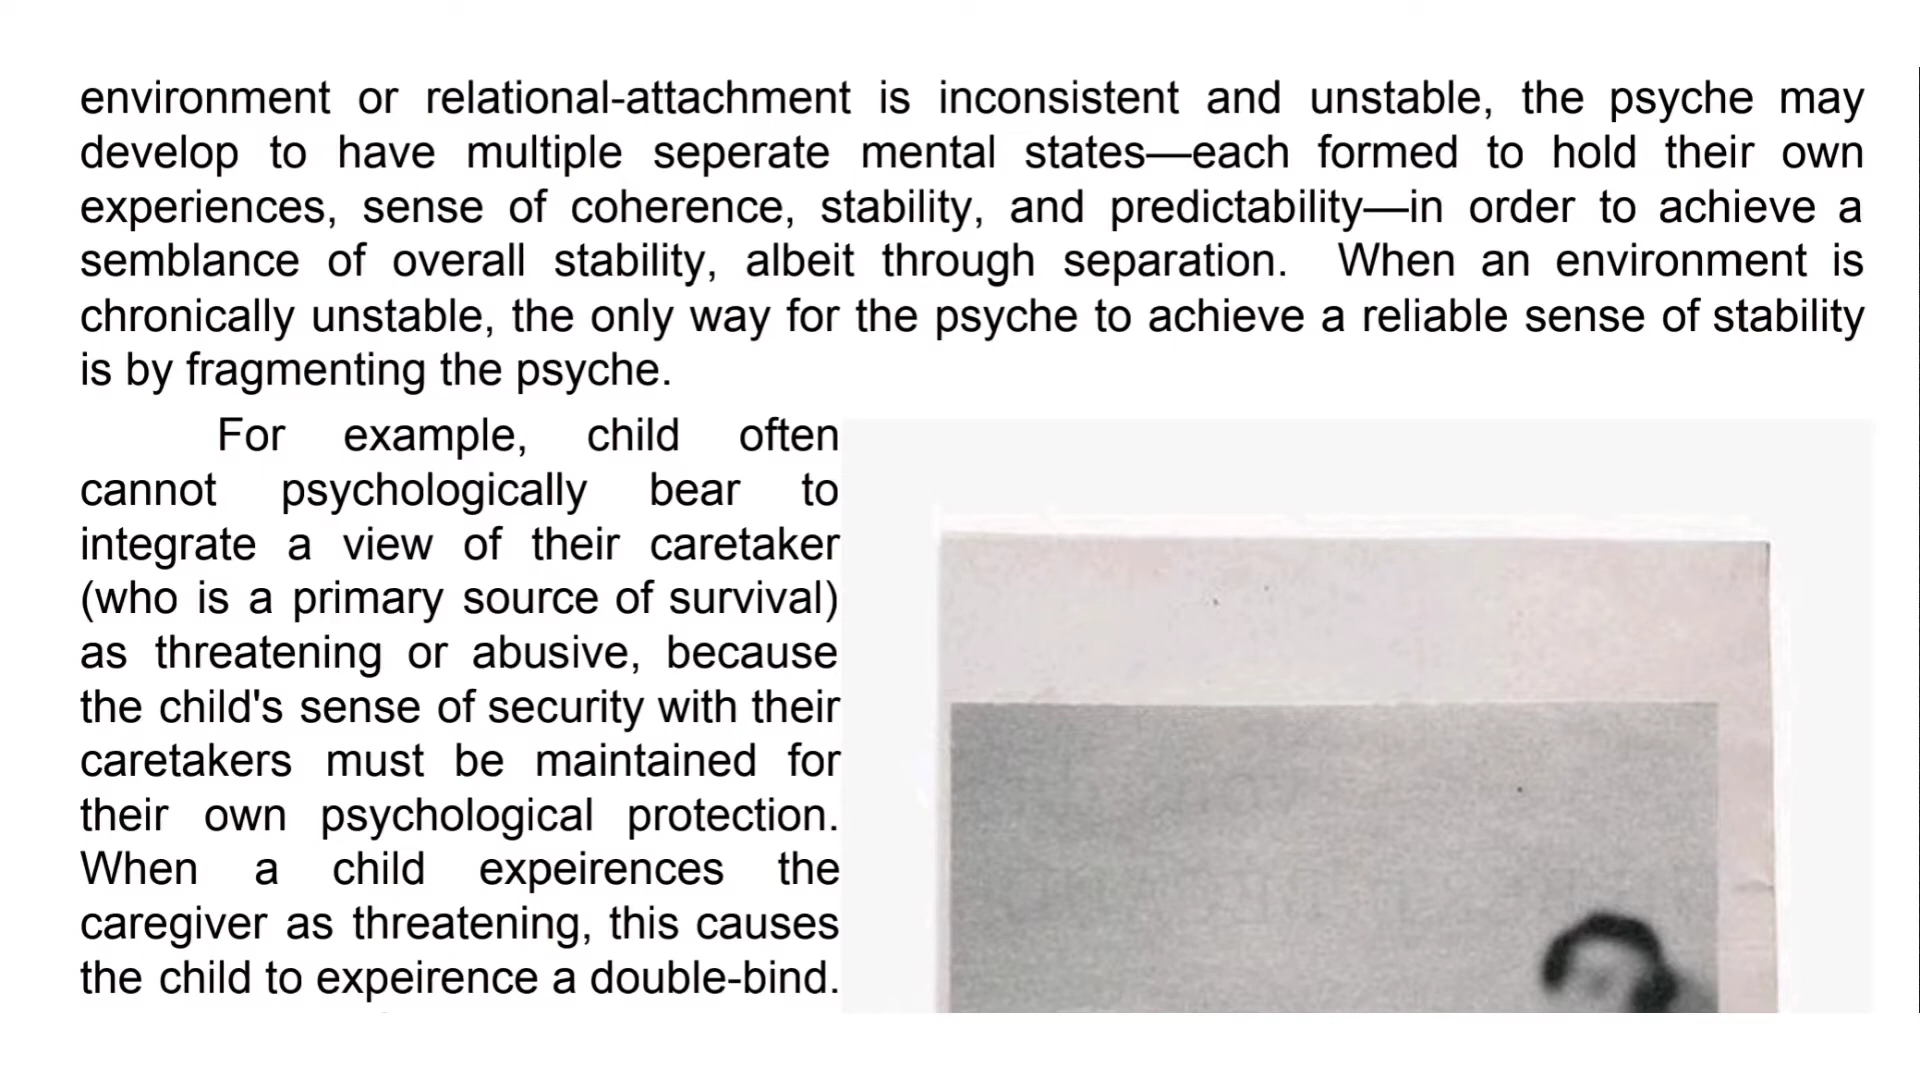 environment or relational-attachment is inconsistent and unstable, the psyche may
develop to have multiple seperate mental states—each formed to hold their own
experiences, sense of coherence, stability, and predictability—in order to achieve a
semblance of overall stability, albeit through separation.  When an environment is
chronically unstable, the only way for the psyche to achieve a reliable sense of stability
is by fragmenting the psyche.
For example, child often
cannot psychologically bear to
integrate a view of their caretaker
(who is a primary source of survival)
as threatening or abusive, because
the child's sense of security with their
caretakers must be maintained for
their own psychological protection.
When a child expeirences the
caregiver as threatening, this causes
the child to expeirence a double-bind.